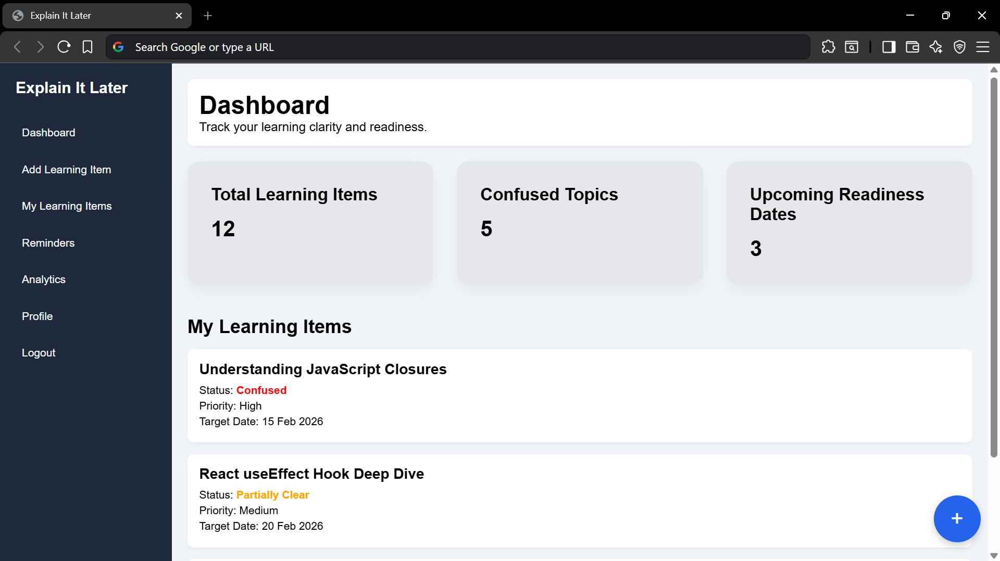 Explain It Later
Search Google or type a URL
Explain It Later
Dashboard
Add Learning Item
My Learning Items
Reminders
Analytics
Profile
Logout
Dashboard
Track your learning clarity and readiness.
Total Learning Items
12
Confused Topics
5
Upcoming Readiness
Dates
3
My Learning Items
Understanding JavaScript Closures
Status: Confused
Priority: High
Target Date: 15 Feb 2026
React useEffect Hook Deep Dive
Status: Partially Clear
Priority: Medium
Target Date: 20 Feb 2026
+